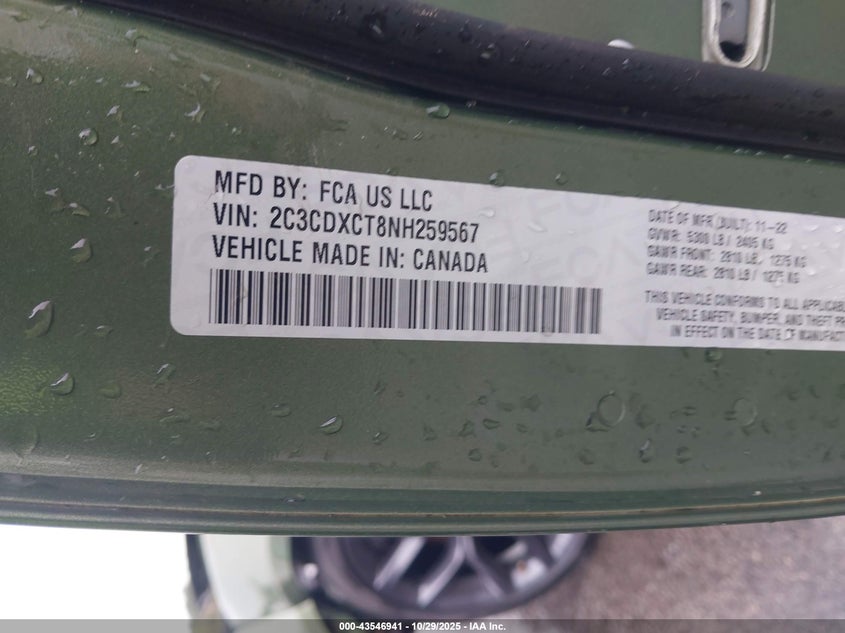 MFD BY: FCA US LLC
VIN: 2C3CDXCT8NH259567
VEHICLE MADE IN: CANADA
DATE OF MFR (BUILT): 11-22
GVWR: 5300 LB / 2405 KG
GAWR FRONT: 2810 LB, 1275 KG
GAWR REAR: 2810 LB / 1275 KG
THIS VEHICLE CONFORMS TO ALL APPLICABL
VEHICLE SAFETY, BUMPER, AND THEFT PR
IN EFFECT ON THE DATE OF MANUFACT
000-43546941 - 10/29/2025 - IAA Inc.